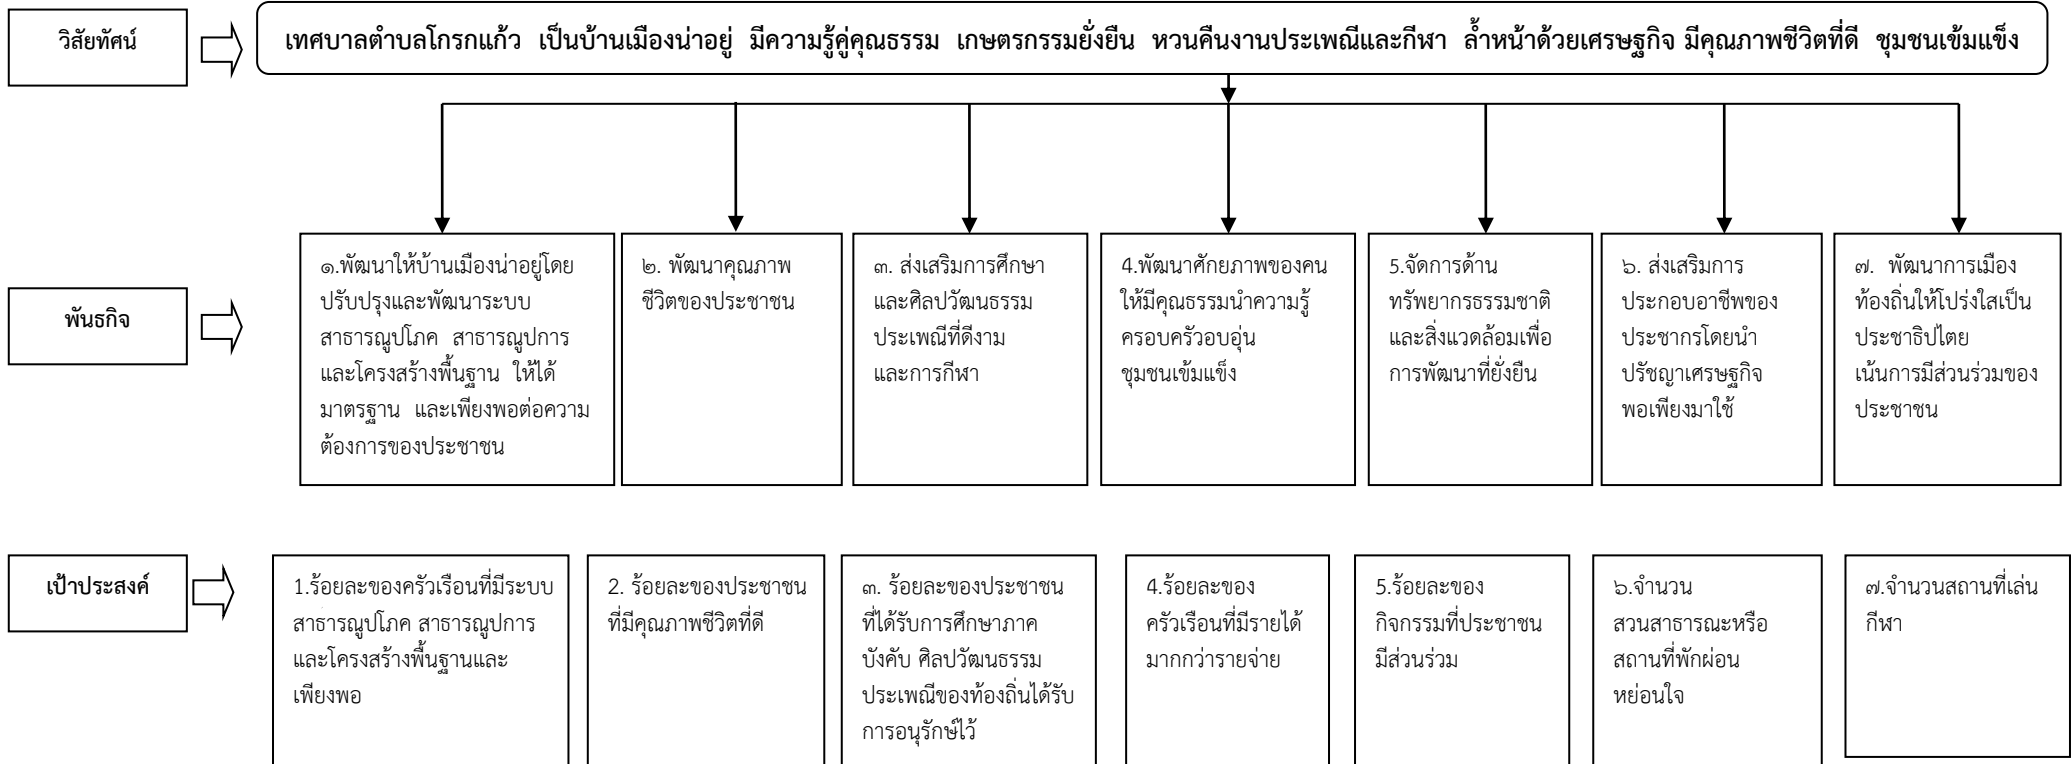 วิสัยทัศน์
เทศบาลตำบลโกรกแก้ว เป็นบ้านเมืองน่าอยู่ มีความรู้คู่คุณธรรม เกษตรกรรมยั่งยืน หวนคืนงานประเพณีและกีฬา ล้ำหน้าด้วยเศรษฐกิจ มีคุณภาพชีวิตที่ดี ชุมชนเข้มแข็ง
พันธกิจ
๑.พัฒนาให้บ้านเมืองน่าอยู่โดย
ปรับปรุงและพัฒนาระบบ
สาธารณูปโภค สาธารณูปการ
และโครงสร้างพื้นฐาน ให้ได้
มาตรฐาน และเพียงพอต่อความ
ต้องการของประชาชน
๒. พัฒนาคุณภาพ
ชีวิตของประชาชน
๓. ส่งเสริมการศึกษา
และศิลปวัฒนธรรม
ประเพณีที่ดีงาม
และการกีฬา
4.พัฒนาศักยภาพของคน
ให้มีคุณธรรมนำความรู้
ครอบครัวอบอุ่น
ชุมชนเข้มแข็ง
5.จัดการด้าน
ทรัพยากรธรรมชาติ
และสิ่งแวดล้อมเพื่อ
การพัฒนาที่ยั่งยืน
๖. ส่งเสริมการ
ประกอบอาชีพของ
ประชากรโดยนำ
ปรัชญาเศรษฐกิจ
พอเพียงมาใช้
๗. พัฒนาการเมือง
ท้องถิ่นให้โปร่งใสเป็น
ประชาธิปไตย
เน้นการมีส่วนร่วมของ
ประชาชน
เป้าประสงค์
1.ร้อยละของครัวเรือนที่มีระบบ
สาธารณูปโภค สาธารณูปการ
และโครงสร้างพื้นฐานและ
เพียงพอ
2. ร้อยละของประชาชน
ที่มีคุณภาพชีวิตที่ดี
๓. ร้อยละของประชาชน
ที่ได้รับการศึกษาภาค
บังคับ ศิลปวัฒนธรรม
ประเพณีของท้องถิ่นได้รับ
การอนุรักษ์ไว้
4.ร้อยละของ
ครัวเรือนที่มีรายได้
มากกว่ารายจ่าย
5.ร้อยละของ
กิจกรรมที่ประชาชน
มีส่วนร่วม
๖.จำนวน
สวนสาธารณะหรือ
สถานที่พักผ่อน
หย่อนใจ
๗.จำนวนสถานที่เล่น
กีฬา